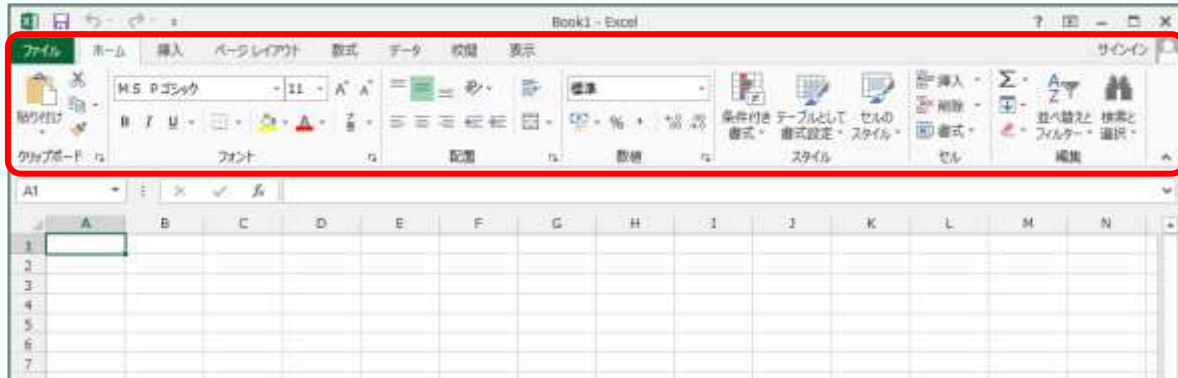 Book1 - Excel
ファイル ホーム 挿入 ページ レイアウト 数式 データ 校閲 表示 サインイン
貼り付け
MS Pゴシック 11 A A
標準
B I U A
% ,
条件付き書式 テーブルとして書式設定 セルのスタイル
挿入
削除
書式
Σ
並べ替えとフィルター 検索と選択
クリップボード フォント 配置 数値 スタイル セル 編集
A1 fx
A B C D E F G H I J K L M N
1
2
3
4
5
6
7